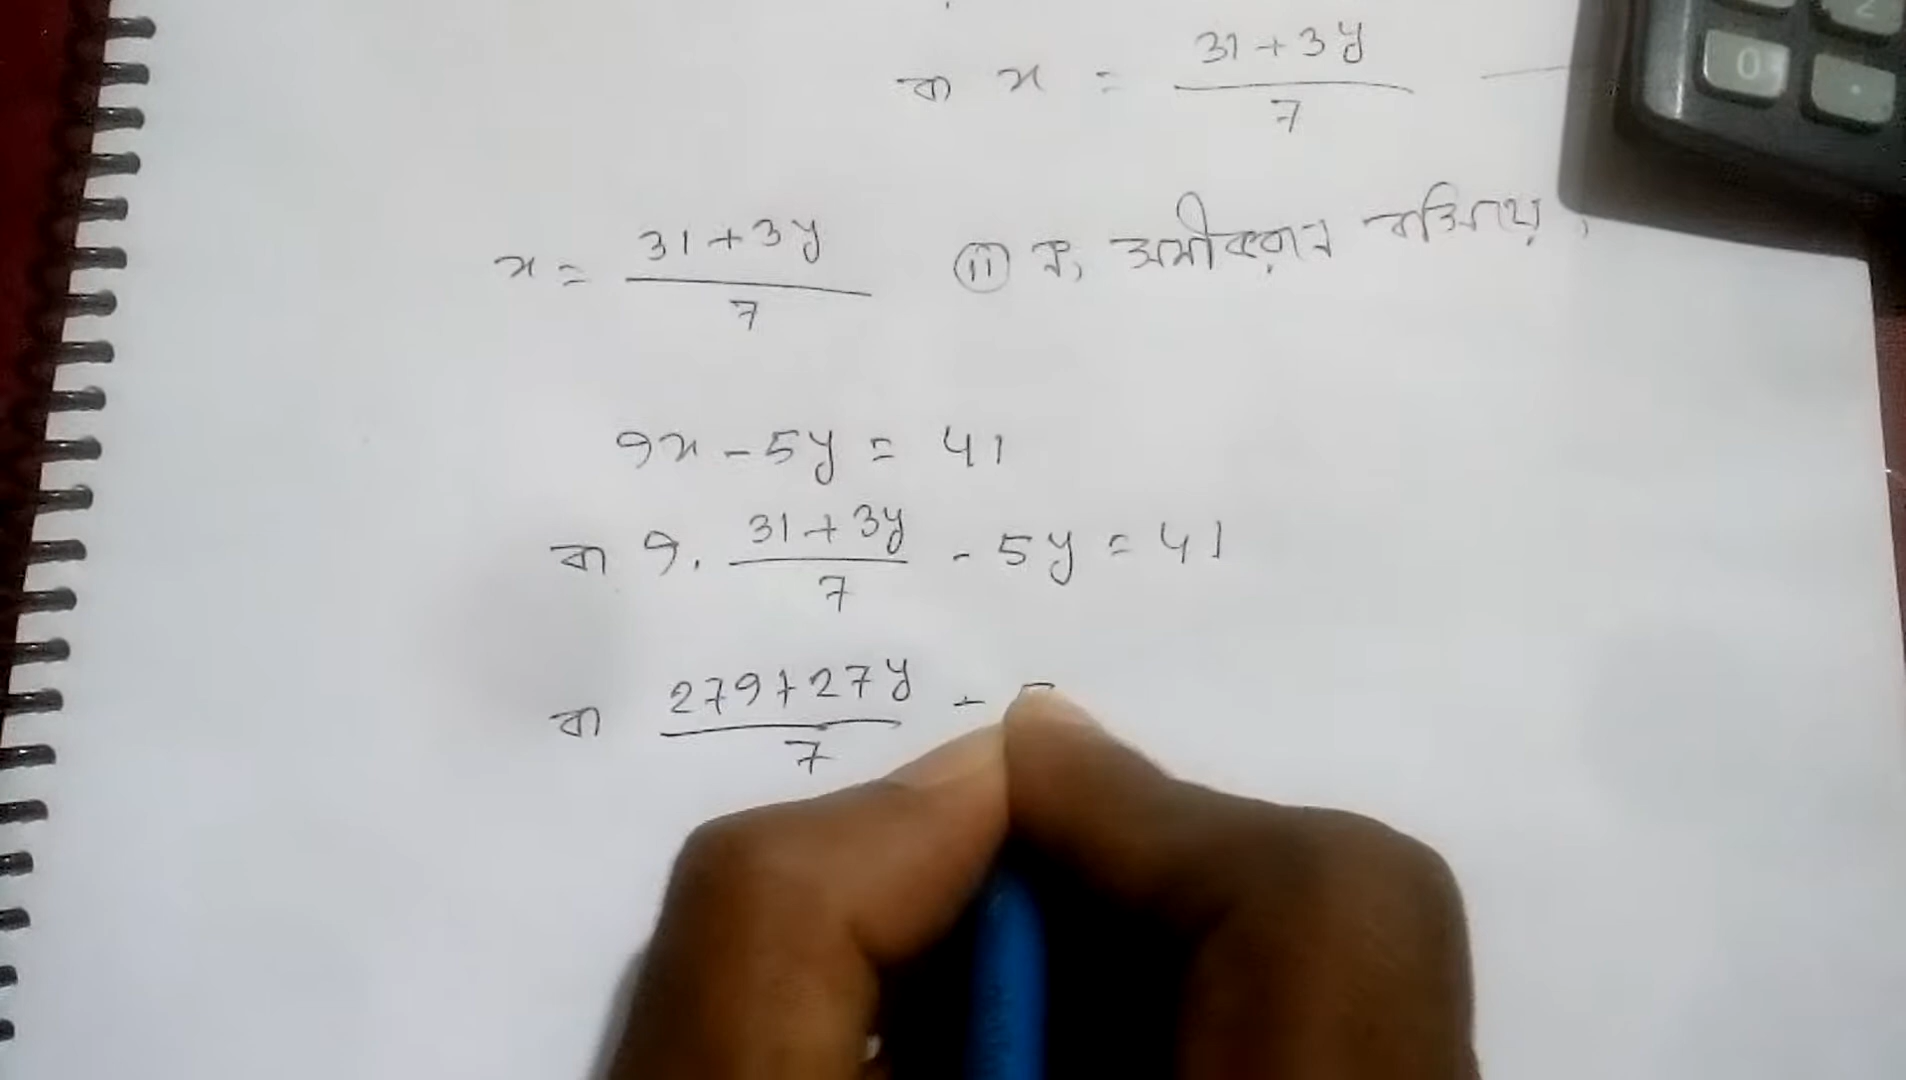 বা x = 31 + 3y / 7
x = 31 + 3y / 7 (ii) নং সমীকরণে বসিয়ে,
9x - 5y = 41
বা 9. 31 + 3y / 7 - 5y = 41
বা 279 + 27y / 7 -
0